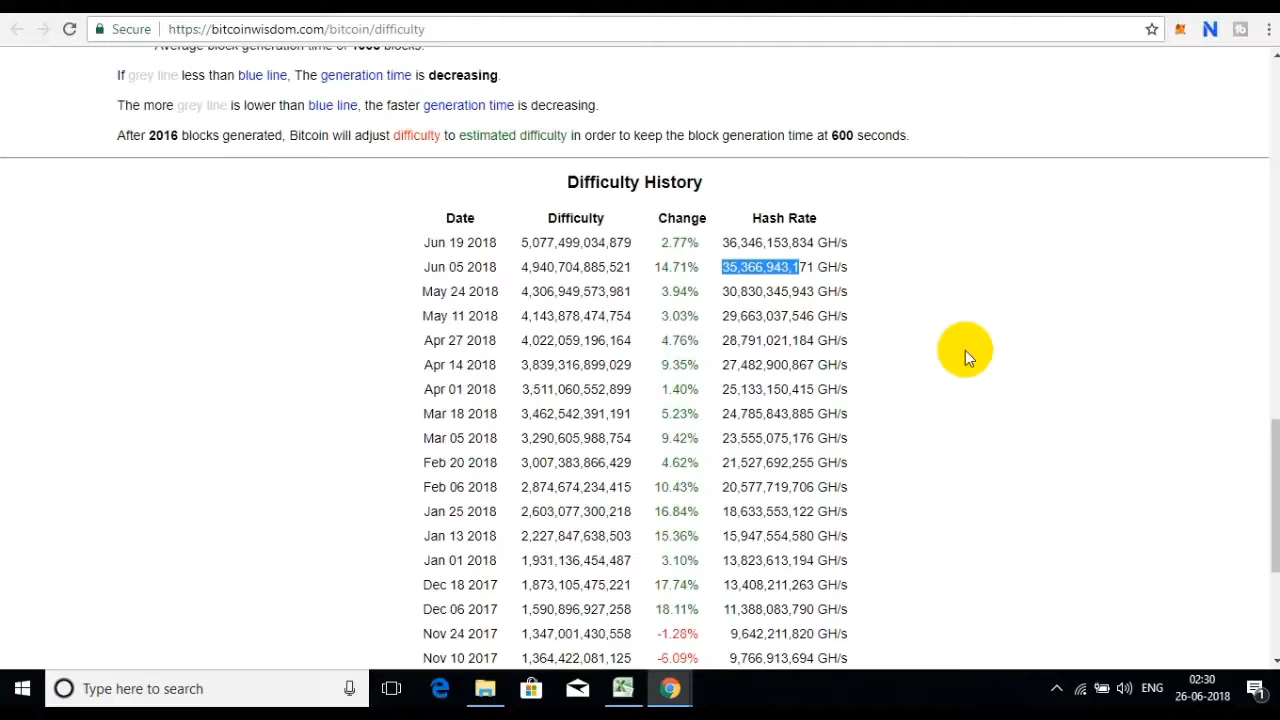 Secure https://bitcoinwisdom.com/bitcoin/difficulty
If grey line less than blue line, The generation time is decreasing.
The more grey line is lower than blue line, the faster generation time is decreasing.
After 2016 blocks generated, Bitcoin will adjust difficulty to estimated difficulty in order to keep the block generation time at 600 seconds.
Difficulty History
Date Difficulty Change Hash Rate
Jun 19 2018 5,077,499,034,879 2.77% 36,346,153,834 GH/s
Jun 05 2018 4,940,704,885,521 14.71% 35,366,943,171 GH/s
May 24 2018 4,306,949,573,981 3.94% 30,830,345,943 GH/s
May 11 2018 4,143,878,474,754 3.03% 29,663,037,546 GH/s
Apr 27 2018 4,022,059,196,164 4.76% 28,791,021,184 GH/s
Apr 14 2018 3,839,316,899,029 9.35% 27,482,900,867 GH/s
Apr 01 2018 3,511,060,552,899 1.40% 25,133,150,415 GH/s
Mar 18 2018 3,462,542,391,191 5.23% 24,785,843,885 GH/s
Mar 05 2018 3,290,605,988,754 9.42% 23,555,075,176 GH/s
Feb 20 2018 3,007,383,866,429 4.62% 21,527,692,255 GH/s
Feb 06 2018 2,874,674,234,415 10.43% 20,577,719,706 GH/s
Jan 25 2018 2,603,077,300,218 16.84% 18,633,553,122 GH/s
Jan 13 2018 2,227,847,638,503 15.36% 15,947,554,580 GH/s
Jan 01 2018 1,931,136,454,487 3.10% 13,823,613,194 GH/s
Dec 18 2017 1,873,105,475,221 17.74% 13,408,211,263 GH/s
Dec 06 2017 1,590,896,927,258 18.11% 11,388,083,790 GH/s
Nov 24 2017 1,347,001,430,558 -1.28% 9,642,211,820 GH/s
Nov 10 2017 1,364,422,081,125 -6.09% 9,766,913,694 GH/s
Type here to search
ENG
02:30
26-06-2018
1